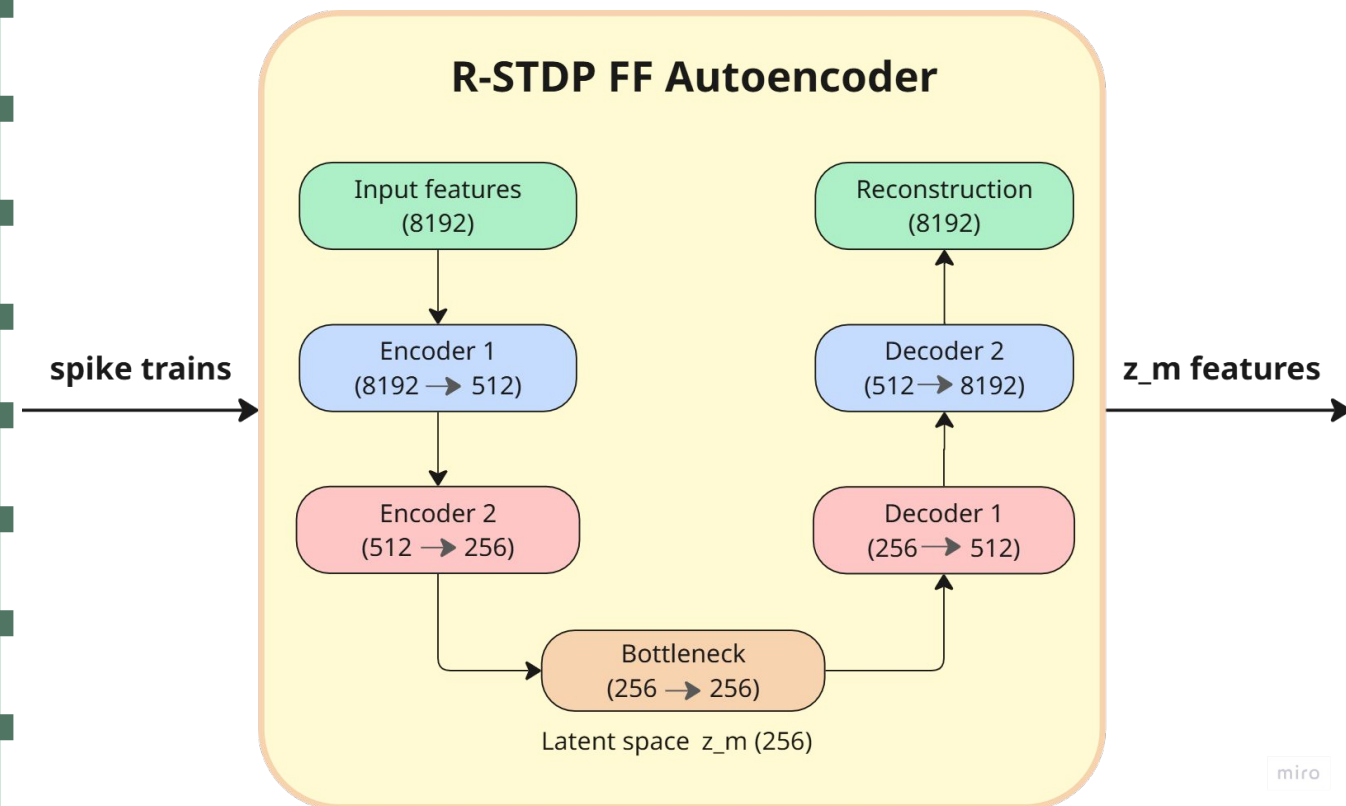 R-STDP FF Autoencoder
Input features
(8192)
Encoder 1
(8192 → 512)
Encoder 2
(512 → 256)
Bottleneck
(256 → 256)
Latent space z_m (256)
Decoder 1
(256 → 512)
Decoder 2
(512 → 8192)
Reconstruction
(8192)
spike trains
z_m features
miro